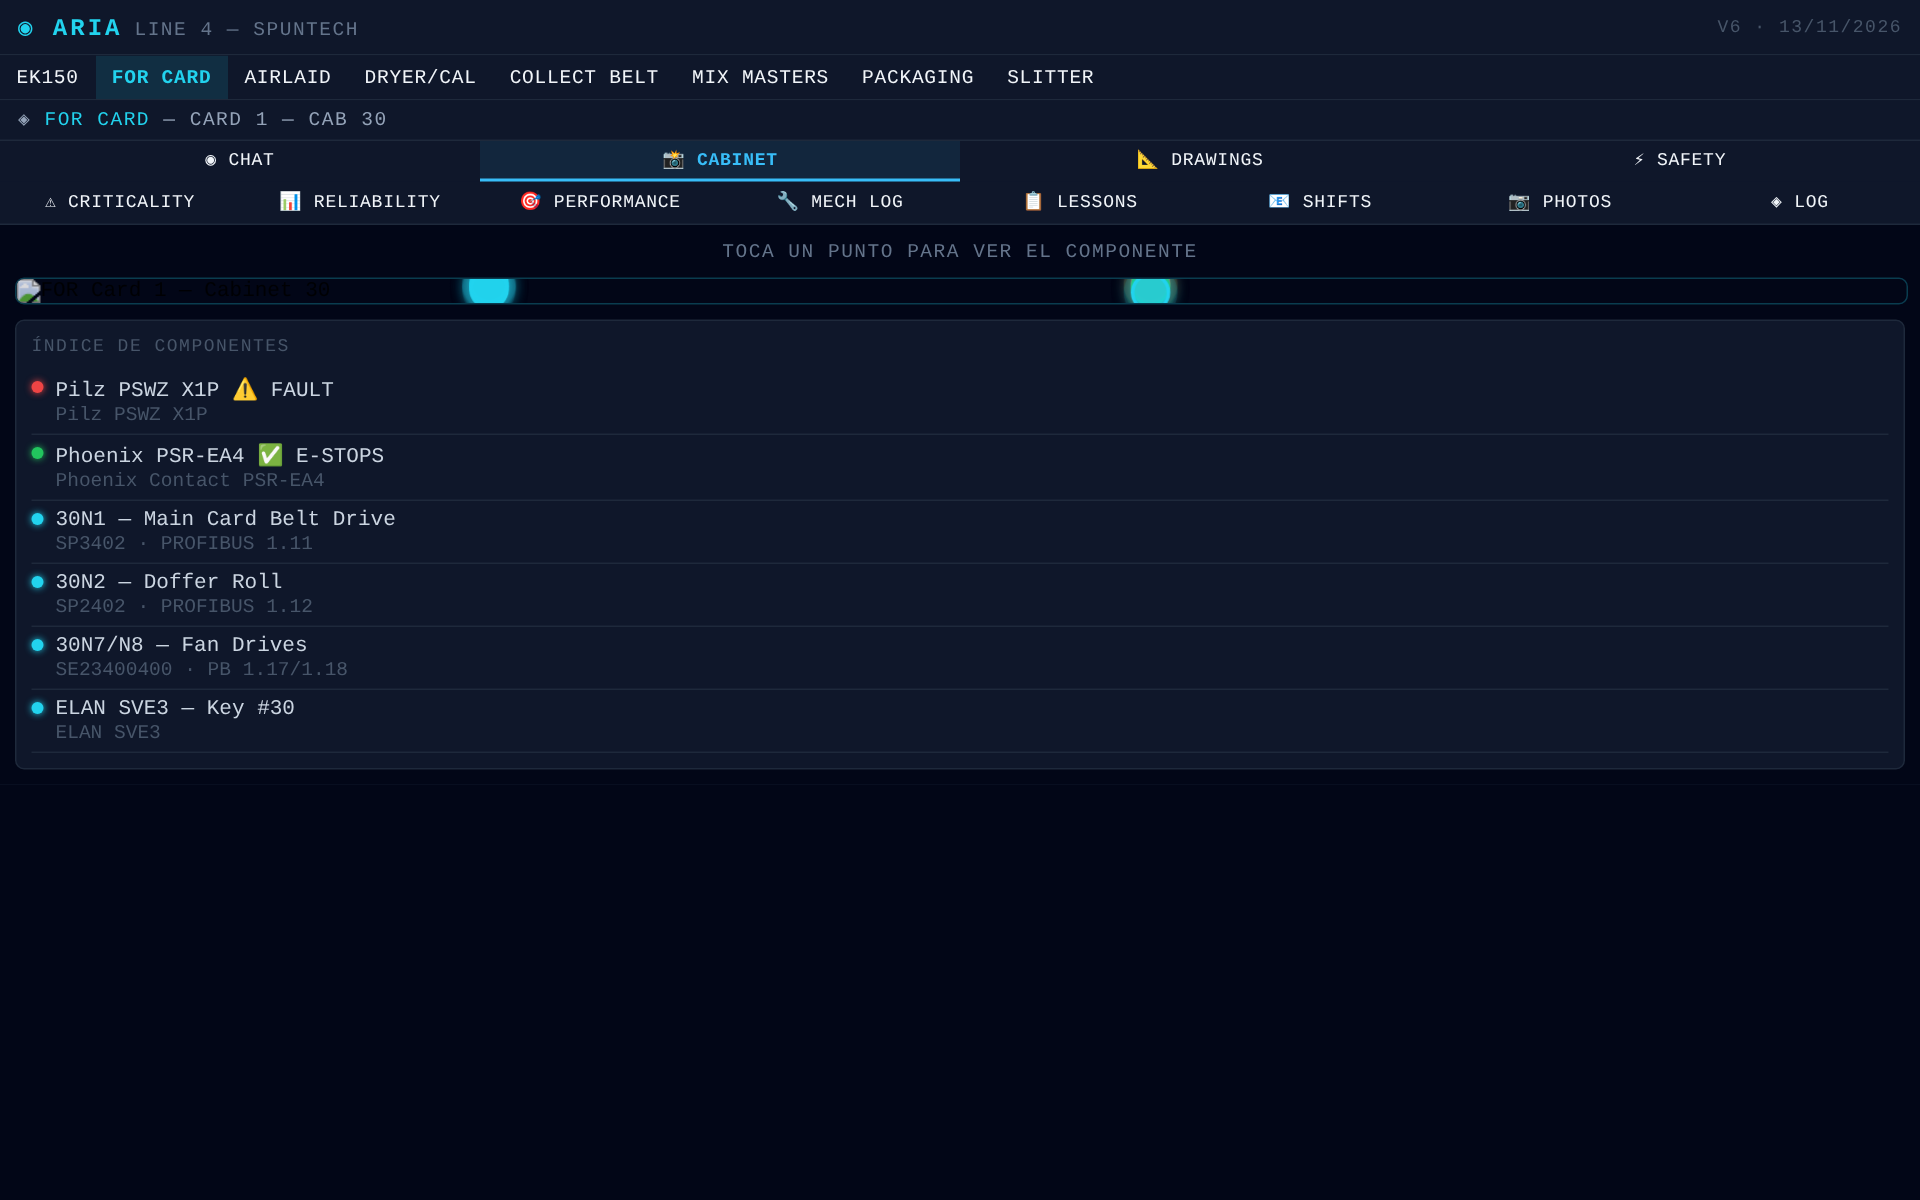 ◉ ARIA LINE 4 — SPUNTECH
V6 · 13/11/2026
EK150 FOR CARD AIRLAID DRYER/CAL COLLECT BELT MIX MASTERS PACKAGING SLITTER
◈ FOR CARD — CARD 1 — CAB 30
◉ CHAT 📸 CABINET 📐 DRAWINGS ⚡ SAFETY
⚠ CRITICALITY 📊 RELIABILITY 🎯 PERFORMANCE 🔧 MECH LOG 📋 LESSONS 📧 SHIFTS 📷 PHOTOS ◈ LOG
TOCA UN PUNTO PARA VER EL COMPONENTE
FOR Card 1 — Cabinet 30
ÍNDICE DE COMPONENTES
Pilz PSWZ X1P ⚠️ FAULT
Pilz PSWZ X1P
Phoenix PSR-EA4 ✅ E-STOPS
Phoenix Contact PSR-EA4
30N1 — Main Card Belt Drive
SP3402 · PROFIBUS 1.11
30N2 — Doffer Roll
SP2402 · PROFIBUS 1.12
30N7/N8 — Fan Drives
SE23400400 · PB 1.17/1.18
ELAN SVE3 — Key #30
ELAN SVE3